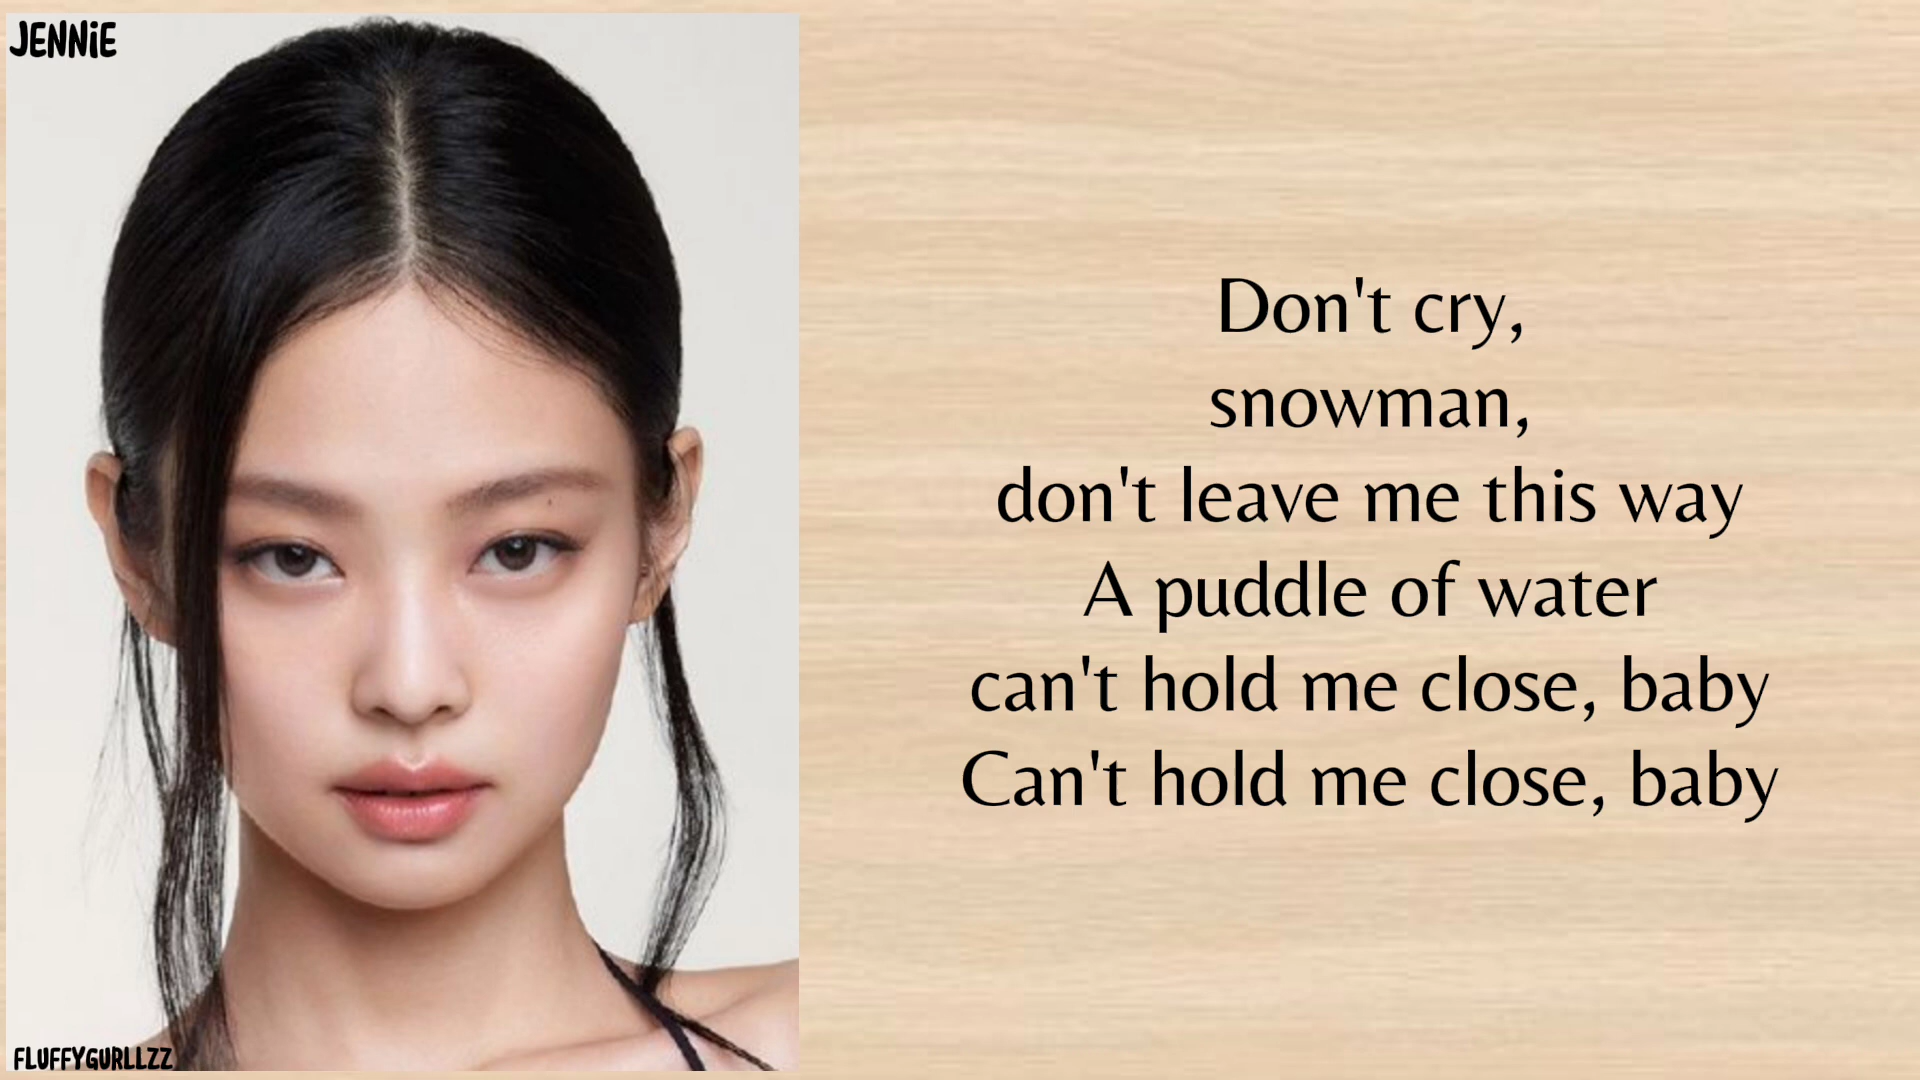 JENNiE
Don't cry,
snowman,
don't leave me this way
A puddle of water
can't hold me close, baby
Can't hold me close, baby
FLUFFYGURLLZZ